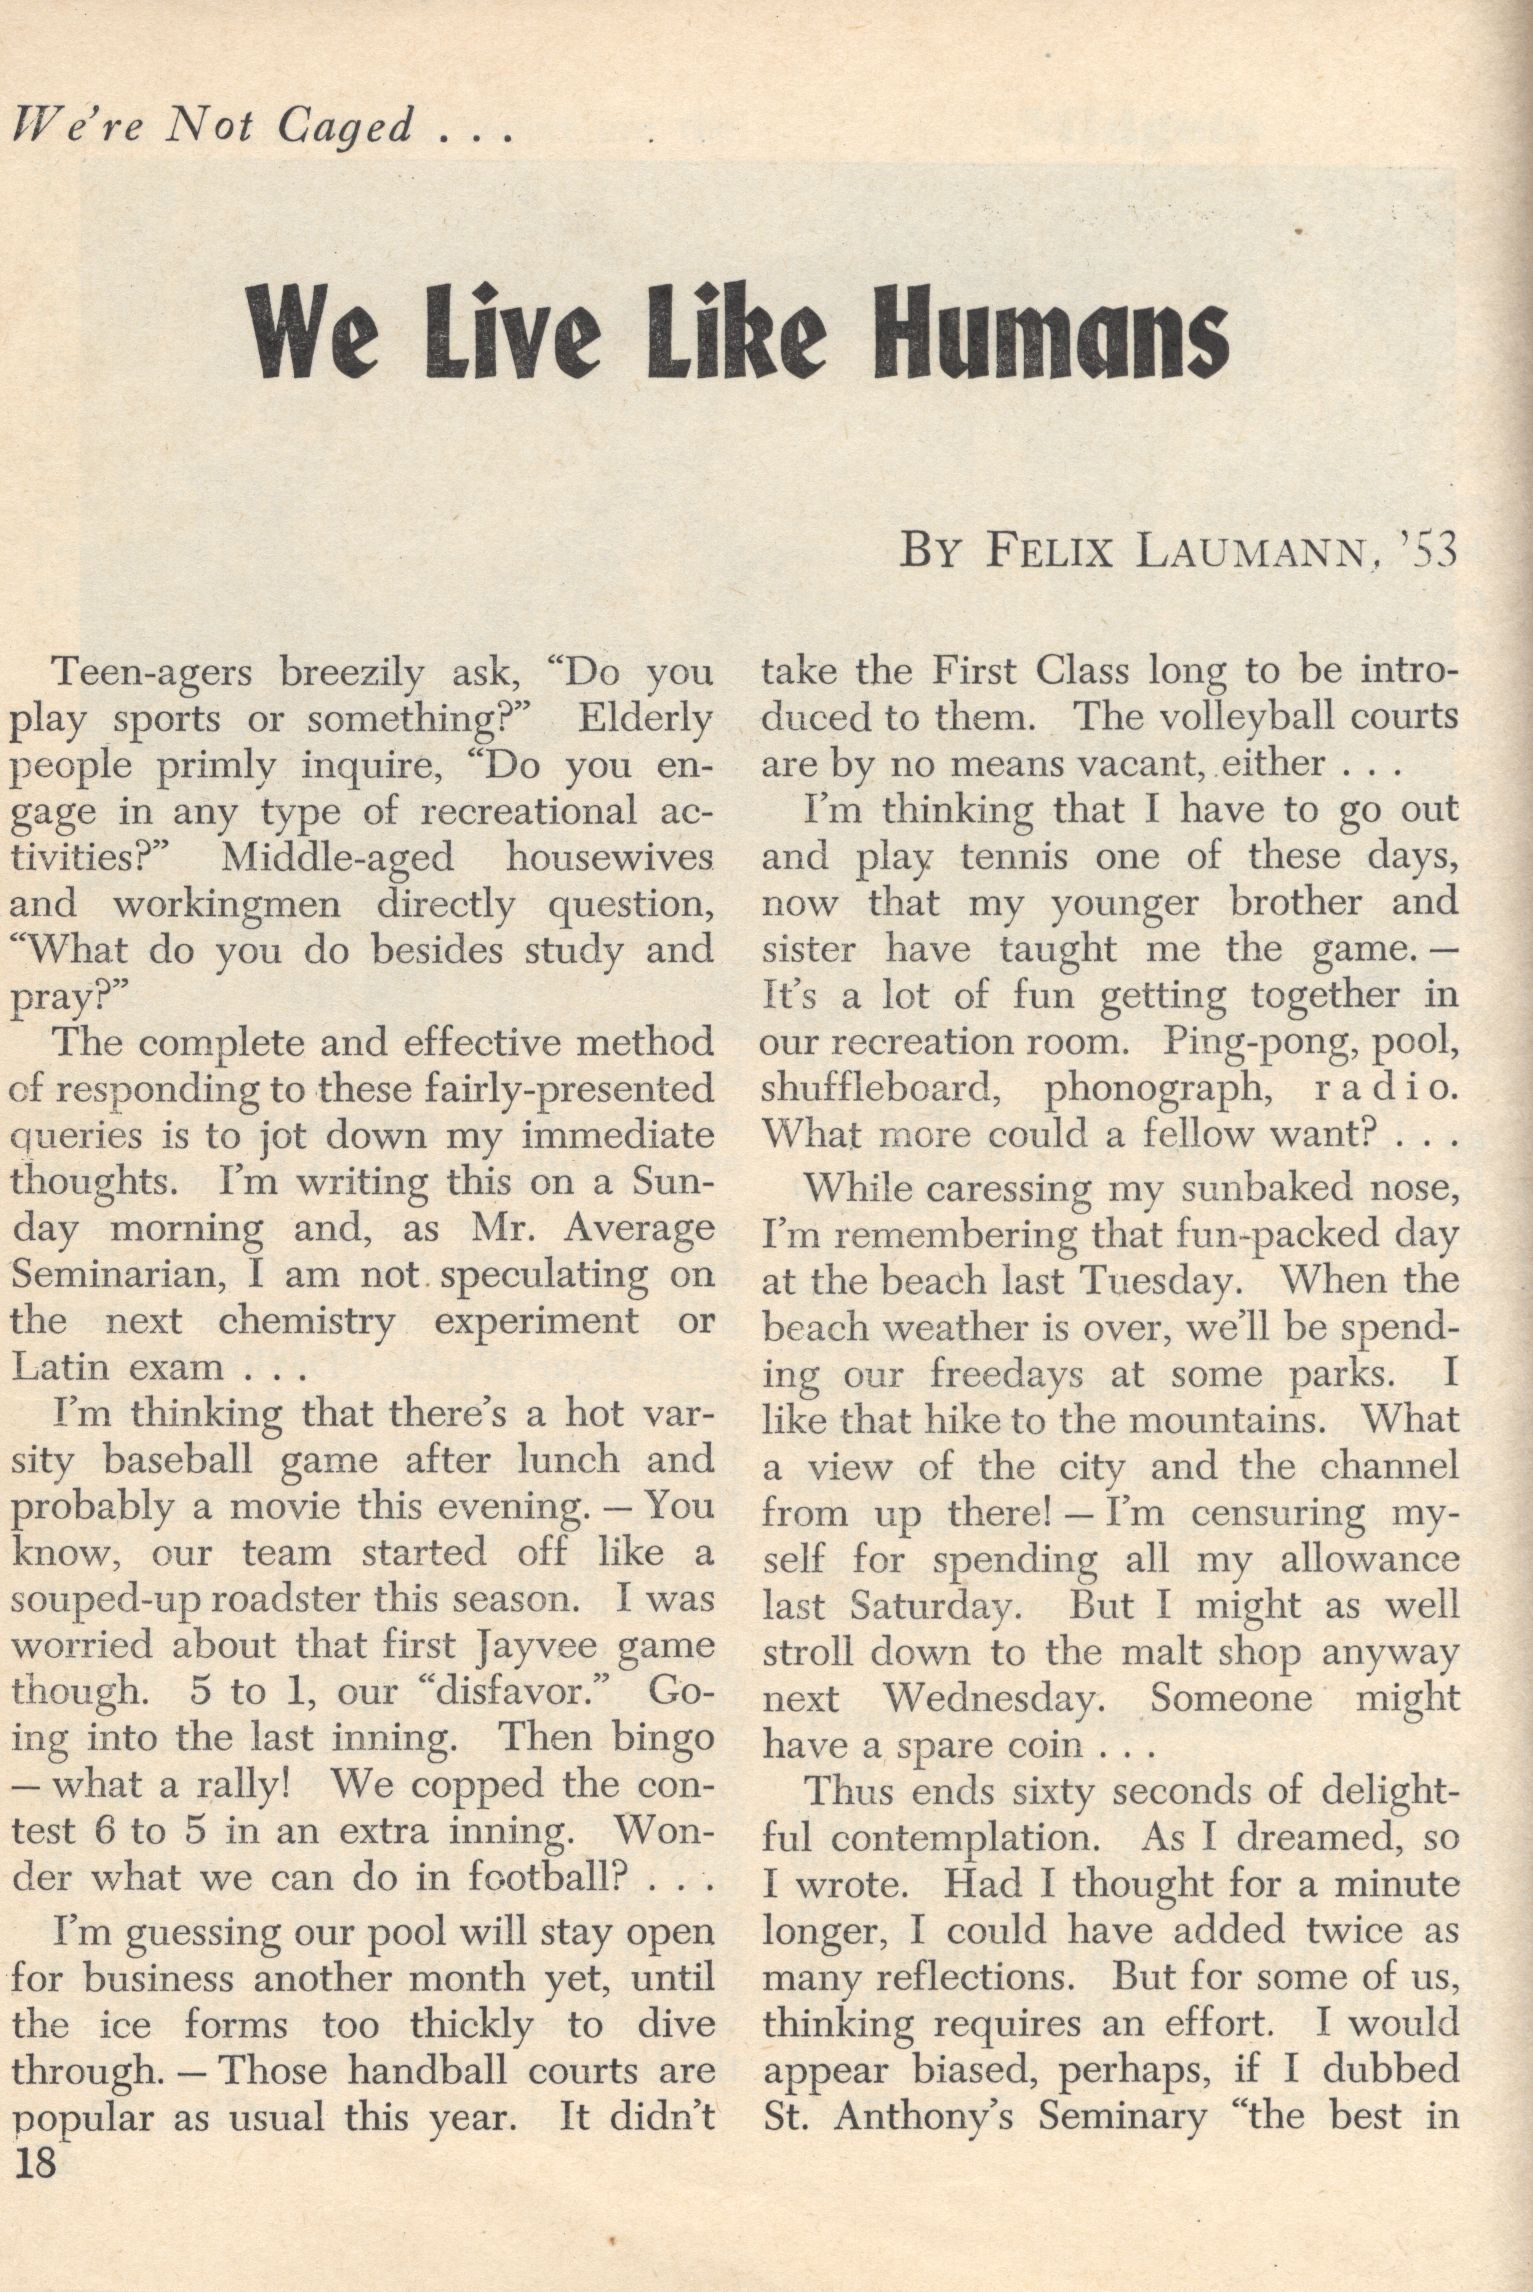 We're Not Caged . . .
We Live Like Humans
By Felix Laumann, '53
Teen-agers breezily ask, “Do you
play sports or something?” Elderly
people primly inquire, “Do you en-
gage in any type of recreational ac-
tivities?” Middle-aged housewives
and workingmen directly question,
“What do you do besides study and
pray?”
The complete and effective method
of responding to these fairly-presented
queries is to jot down my immediate
thoughts. I'm writing this on a Sun-
day morning and, as Mr. Average
Seminarian, I am not speculating on
the next chemistry experiment or
Latin exam . . .
I'm thinking that there's a hot var-
sity baseball game after lunch and
probably a movie this evening. — You
know, our team started off like a
souped-up roadster this season. I was
worried about that first Jayvee game
though. 5 to 1, our “disfavor.” Go-
ing into the last inning. Then bingo
— what a rally! We copped the con-
test 6 to 5 in an extra inning. Won-
der what we can do in football? . . .
I'm guessing our pool will stay open
for business another month yet, until
the ice forms too thickly to dive
through. — Those handball courts are
popular as usual this year. It didn't
18
take the First Class long to be intro-
duced to them. The volleyball courts
are by no means vacant, either . . .
I'm thinking that I have to go out
and play tennis one of these days,
now that my younger brother and
sister have taught me the game. —
It's a lot of fun getting together in
our recreation room. Ping-pong, pool,
shuffleboard, phonograph, r a d i o.
What more could a fellow want? . . .
While caressing my sunbaked nose,
I'm remembering that fun-packed day
at the beach last Tuesday. When the
beach weather is over, we'll be spend-
ing our freedays at some parks. I
like that hike to the mountains. What
a view of the city and the channel
from up there! — I'm censuring my-
self for spending all my allowance
last Saturday. But I might as well
stroll down to the malt shop anyway
next Wednesday. Someone might
have a spare coin . . .
Thus ends sixty seconds of delight-
ful contemplation. As I dreamed, so
I wrote. Had I thought for a minute
longer, I could have added twice as
many reflections. But for some of us,
thinking requires an effort. I would
appear biased, perhaps, if I dubbed
St. Anthony's Seminary “the best in